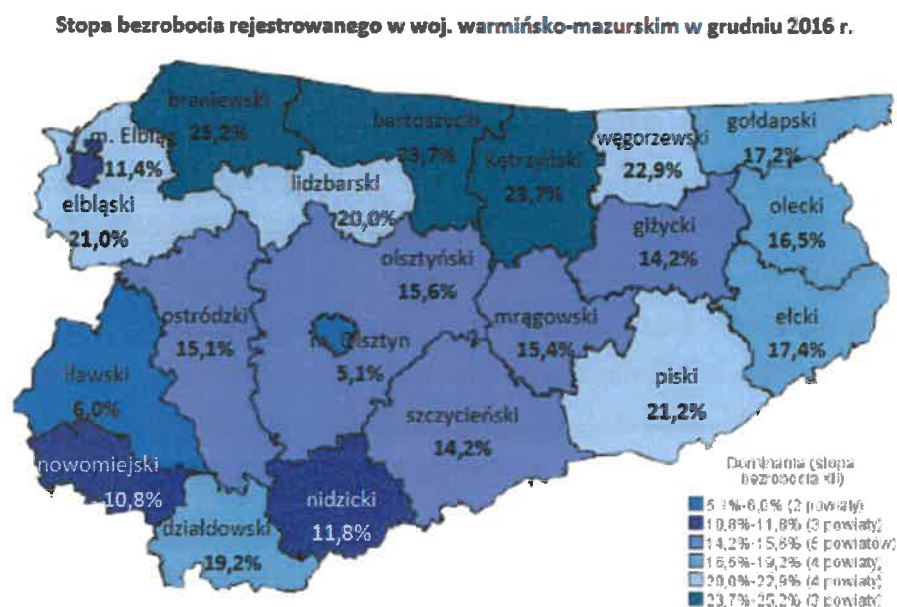 Stopa bezrobocia rejestrowanego w woj. warmińsko-mazurskim w grudniu 2016 r.
braniewski
25,2%
bartoszycki
23,7%
kętrzyński
23,7%
węgorzewski
22,9%
gołdapski
17,2%
m. Elbląg
11,4%
elbląski
21,0%
lidzbarski
20,0%
olecki
16,5%
giżycki
14,2%
olsztyński
15,6%
ostródzki
15,1%
m. Olsztyn
5,1%
mrągowski
15,4%
ełcki
17,4%
iławski
6,0%
piski
21,2%
szczycieński
14,2%
nowomiejski
10,8%
nidzicki
11,8%
działdowski
19,2%
Dominanta (stopa
bezrobocia XII)
5,1%-6,0% (2 powiaty)
10,8%-11,8% (3 powiaty)
14,2%-15,6% (5 powiatów)
16,5%-19,2% (4 powiaty)
20,0%-22,9% (4 powiaty)
23,7%-25,2% (3 powiaty)